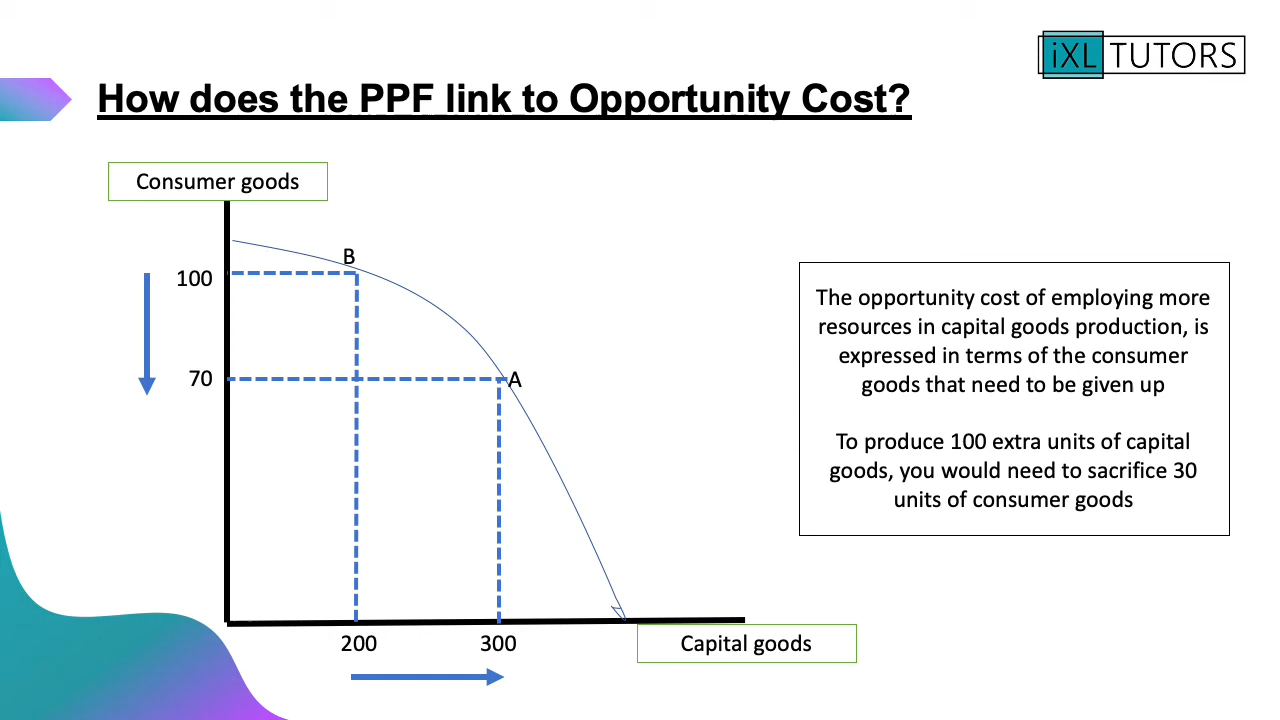 iXL TUTORS
How does the PPF link to Opportunity Cost?
Consumer goods
B
100
70
A
200
300
Capital goods
The opportunity cost of employing more
resources in capital goods production, is
expressed in terms of the consumer
goods that need to be given up
To produce 100 extra units of capital
goods, you would need to sacrifice 30
units of consumer goods